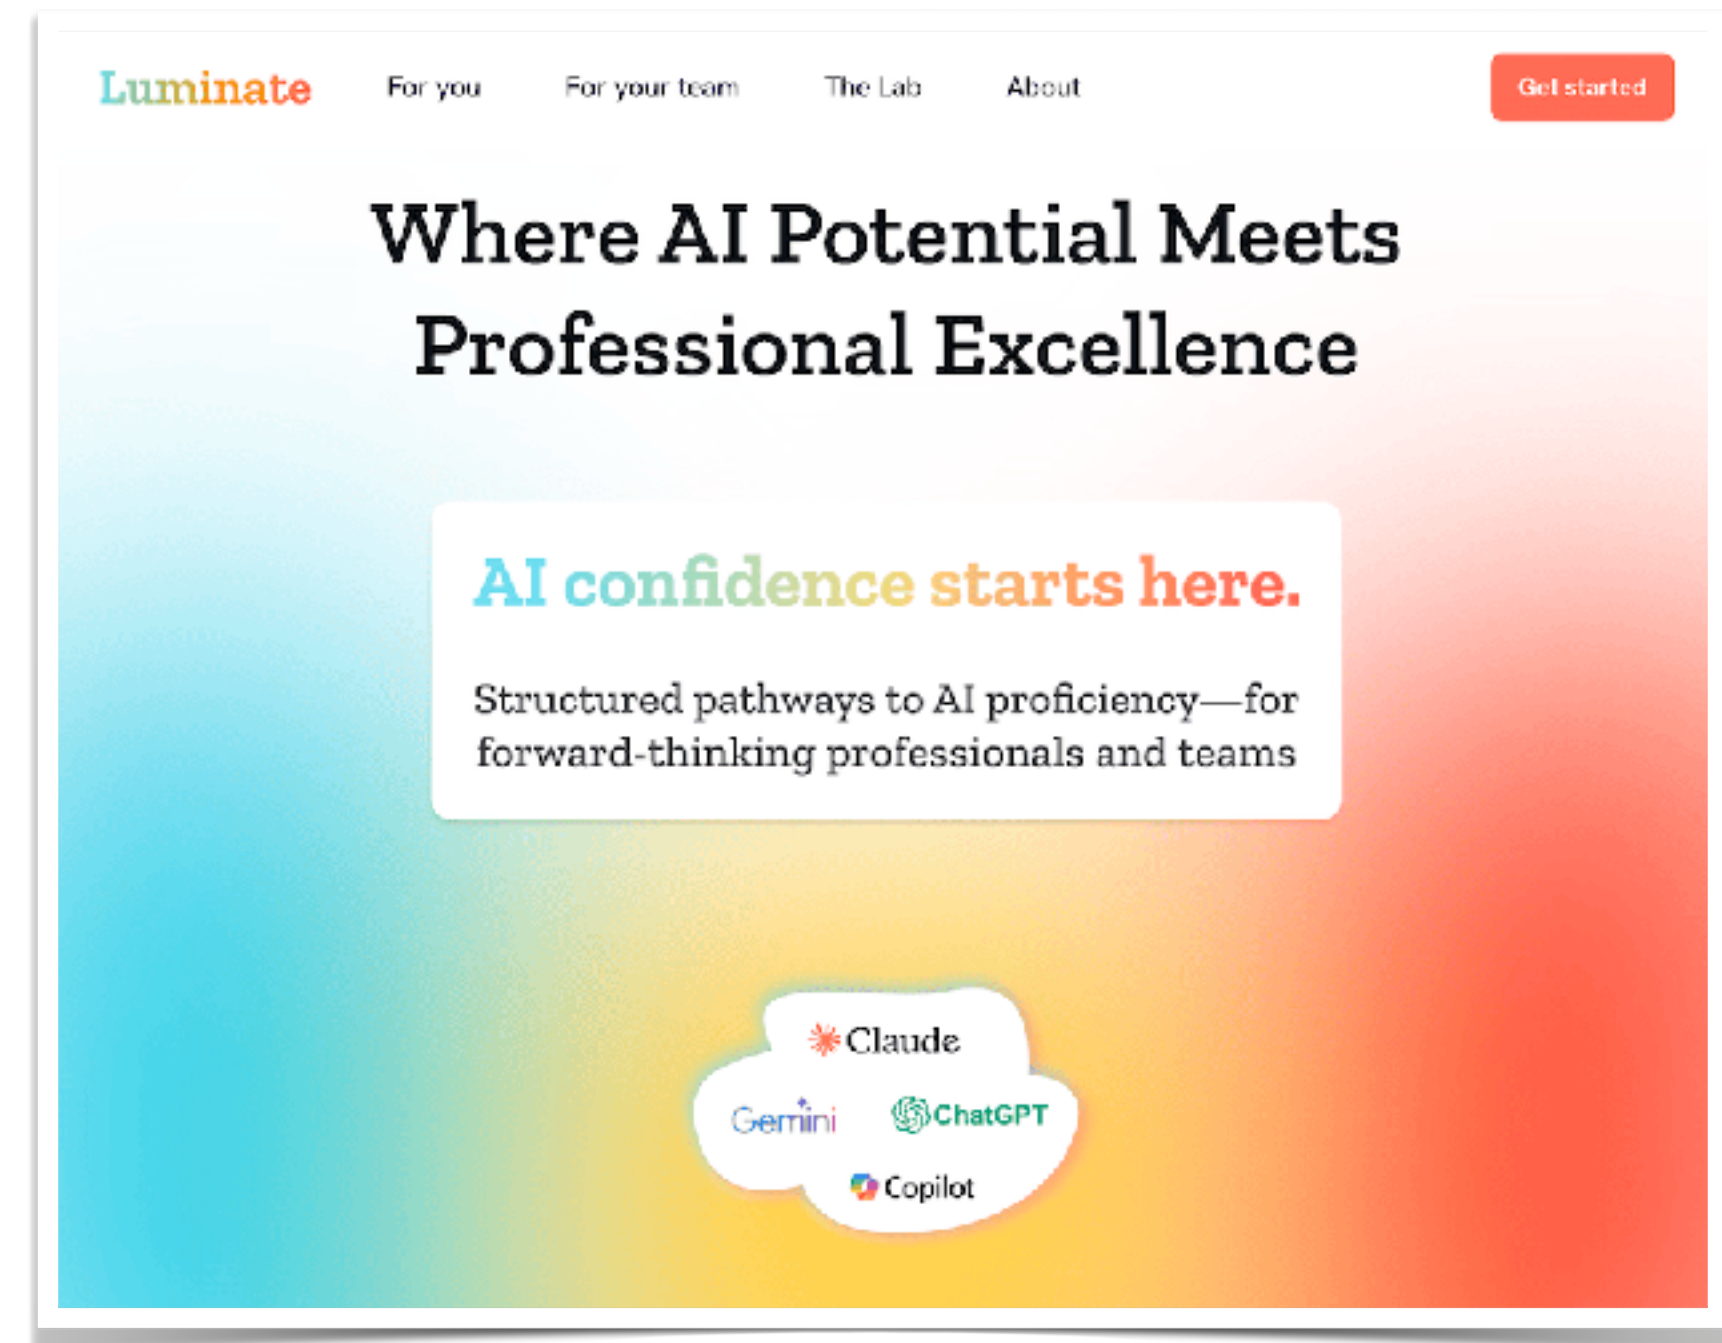 Luminate
For you
For your team
The Lab
About
Get started
Where AI Potential Meets
Professional Excellence
AI confidence starts here.
Structured pathways to AI proficiency—for
forward-thinking professionals and teams
Claude
Gemini
ChatGPT
Copilot